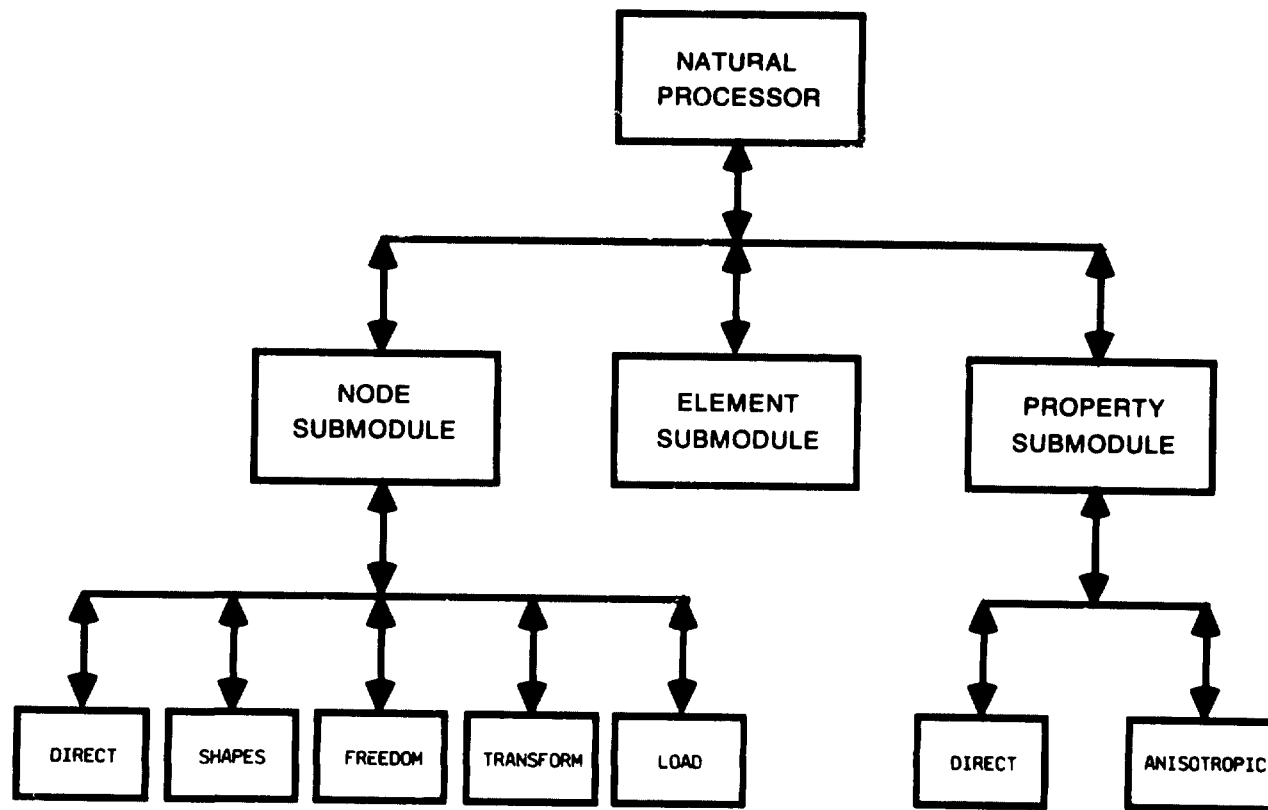 NATURAL
PROCESSOR
NODE
SUBMODULE
ELEMENT
SUBMODULE
PROPERTY
SUBMODULE
DIRECT
SHAPES
FREEDOM
TRANSFORM
LOAD
DIRECT
ANISOTROPIC